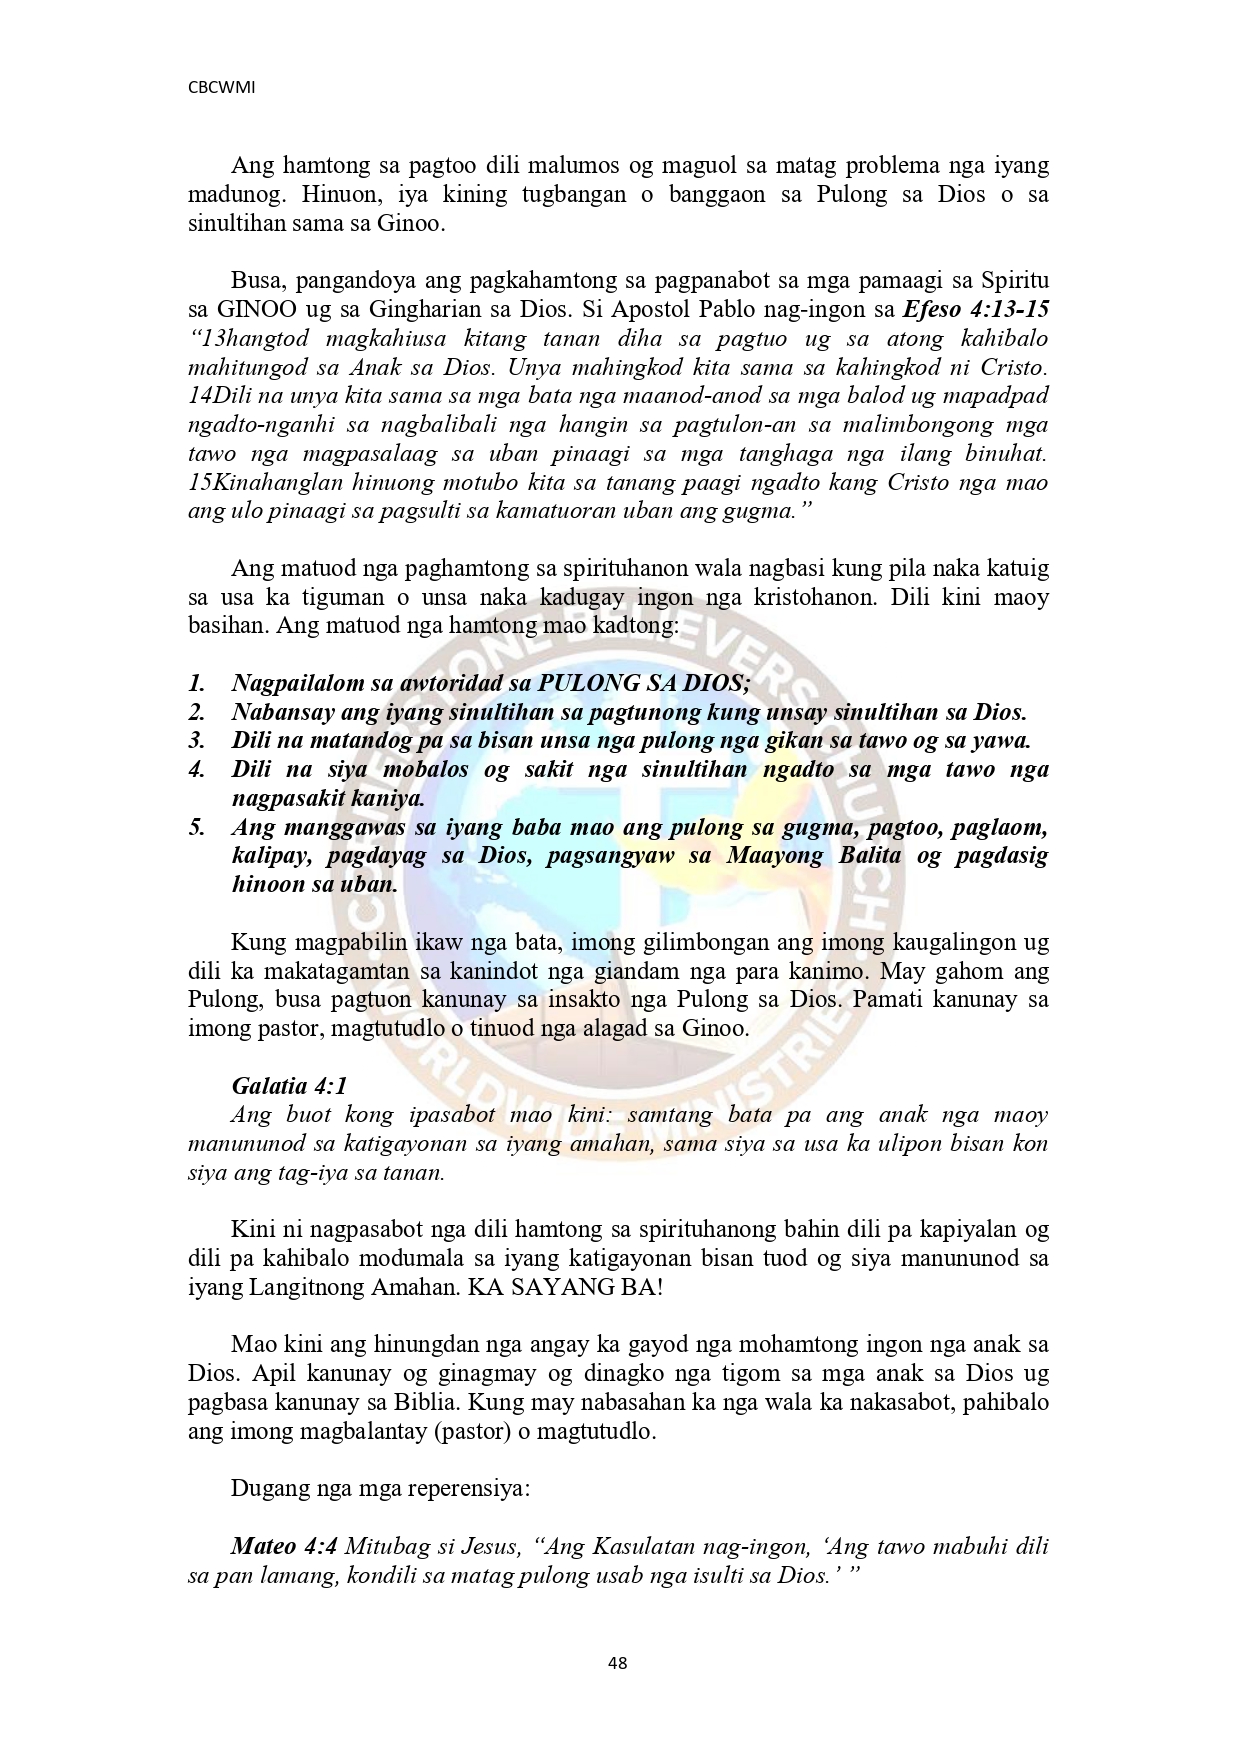 CBCWMI
Ang hamtong sa pagtoo dili malumos og maguol sa matag problema nga iyang
madunog. Hinuon, iya kining tugbangan o banggaon sa Pulong sa Dios o sa
sinultihan sama sa Ginoo.
Busa, pangandoya ang pagkahamtong sa pagpanabot sa mga pamaagi sa Spiritu
sa GINOO ug sa Gingharian sa Dios. Si Apostol Pablo nag-ingon sa Efeso 4:13-15
“13hangtod magkahiusa kitang tanan diha sa pagtuo ug sa atong kahibalo
mahitungod sa Anak sa Dios. Unya mahingkod kita sama sa kahingkod ni Cristo.
14Dili na unya kita sama sa mga bata nga maanod-anod sa mga balod ug mapadpad
ngadto-nganhi sa nagbalibali nga hangin sa pagtulon-an sa malimbongong mga
tawo nga magpasalaag sa uban pinaagi sa mga tanghaga nga ilang binuhat.
15Kinahanglan hinuong motubo kita sa tanang paagi ngadto kang Cristo nga mao
ang ulo pinaagi sa pagsulti sa kamatuoran uban ang gugma.”
Ang matuod nga paghamtong sa spirituhanon wala nagbasi kung pila naka katuig
sa usa ka tiguman o unsa naka kadugay ingon nga kristohanon. Dili kini maoy
basihan. Ang matuod nga hamtong mao kadtong:
1. Nagpailalom sa awtoridad sa PULONG SA DIOS;
2. Nabansay ang iyang sinultihan sa pagtunong kung unsay sinultihan sa Dios.
3. Dili na matandog pa sa bisan unsa nga pulong nga gikan sa tawo og sa yawa.
4. Dili na siya mobalos og sakit nga sinultihan ngadto sa mga tawo nga
nagpasakit kaniya.
5. Ang manggawas sa iyang baba mao ang pulong sa gugma, pagtoo, paglaom,
kalipay, pagdayag sa Dios, pagsangyaw sa Maayong Balita og pagdasig
hinoon sa uban.
Kung magpabilin ikaw nga bata, imong gilimbongan ang imong kaugalingon ug
dili ka makatagamtan sa kanindot nga giandam nga para kanimo. May gahom ang
Pulong, busa pagtuon kanunay sa insakto nga Pulong sa Dios. Pamati kanunay sa
imong pastor, magtutudlo o tinuod nga alagad sa Ginoo.
Galatia 4:1
Ang buot kong ipasabot mao kini: samtang bata pa ang anak nga maoy
manununod sa katigayonan sa iyang amahan, sama siya sa usa ka ulipon bisan kon
siya ang tag-iya sa tanan.
Kini ni nagpasabot nga dili hamtong sa spirituhanong bahin dili pa kapiyalan og
dili pa kahibalo modumala sa iyang katigayonan bisan tuod og siya manununod sa
iyang Langitnong Amahan. KA SAYANG BA!
Mao kini ang hinungdan nga angay ka gayod nga mohamtong ingon nga anak sa
Dios. Apil kanunay og ginagmay og dinagko nga tigom sa mga anak sa Dios ug
pagbasa kanunay sa Biblia. Kung may nabasahan ka nga wala ka nakasabot, pahibalo
ang imong magbalantay (pastor) o magtutudlo.
Dugang nga mga reperensiya:
Mateo 4:4 Mitubag si Jesus, “Ang Kasulatan nag-ingon, ‘Ang tawo mabuhi dili
sa pan lamang, kondili sa matag pulong usab nga isulti sa Dios.’ ”
48
CORNERSTONE BELIEVERS CHURCH
WORLDWIDE MINISTRIES